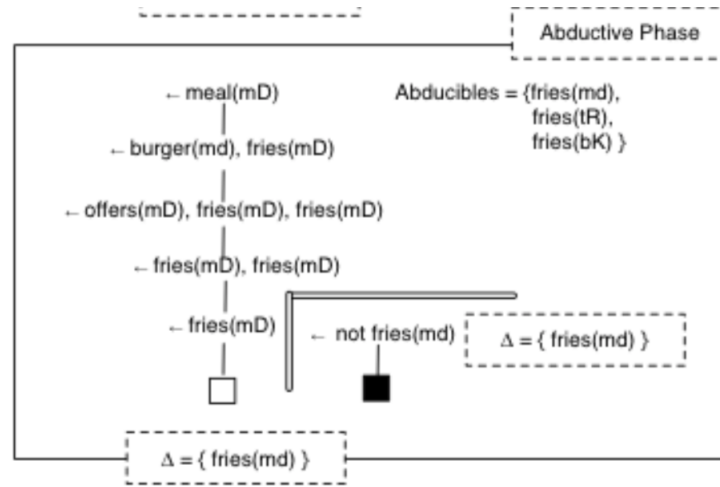 Abductive Phase
← meal(mD)
Abducibles = {fries(md),
fries(tR),
fries(bK) }
← burger(md), fries(mD)
← offers(mD), fries(mD), fries(mD)
← fries(mD), fries(mD)
← fries(mD)
← not fries(md)
Δ = { fries(md) }
Δ = { fries(md) }